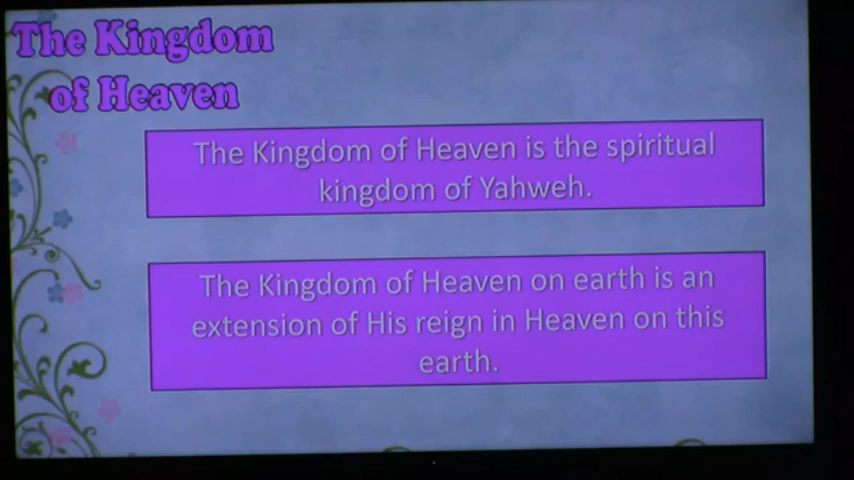 The Kingdom
of Heaven
The Kingdom of Heaven is the spiritual
kingdom of Yahweh.
The Kingdom of Heaven on earth is an
extension of His reign in Heaven on this
earth.